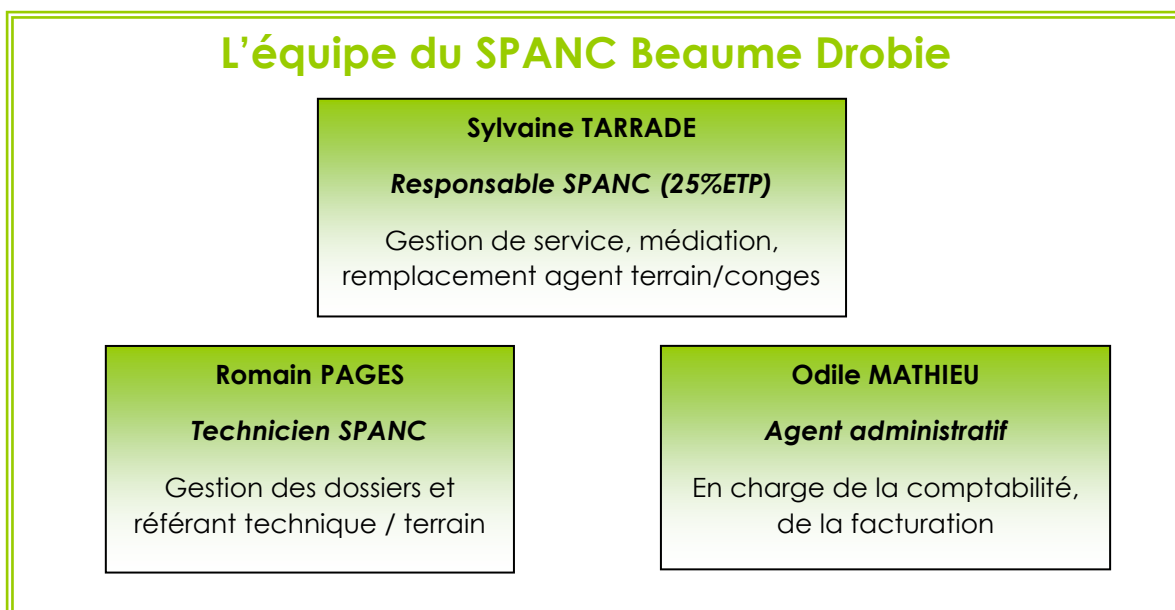 L'équipe du SPANC Beaume Drobie
Sylvaine TARRADE
Responsable SPANC (25%ETP)
Gestion de service, médiation,
remplacement agent terrain/conges
Romain PAGES
Technicien SPANC
Gestion des dossiers et
référant technique / terrain
Odile MATHIEU
Agent administratif
En charge de la comptabilité,
de la facturation